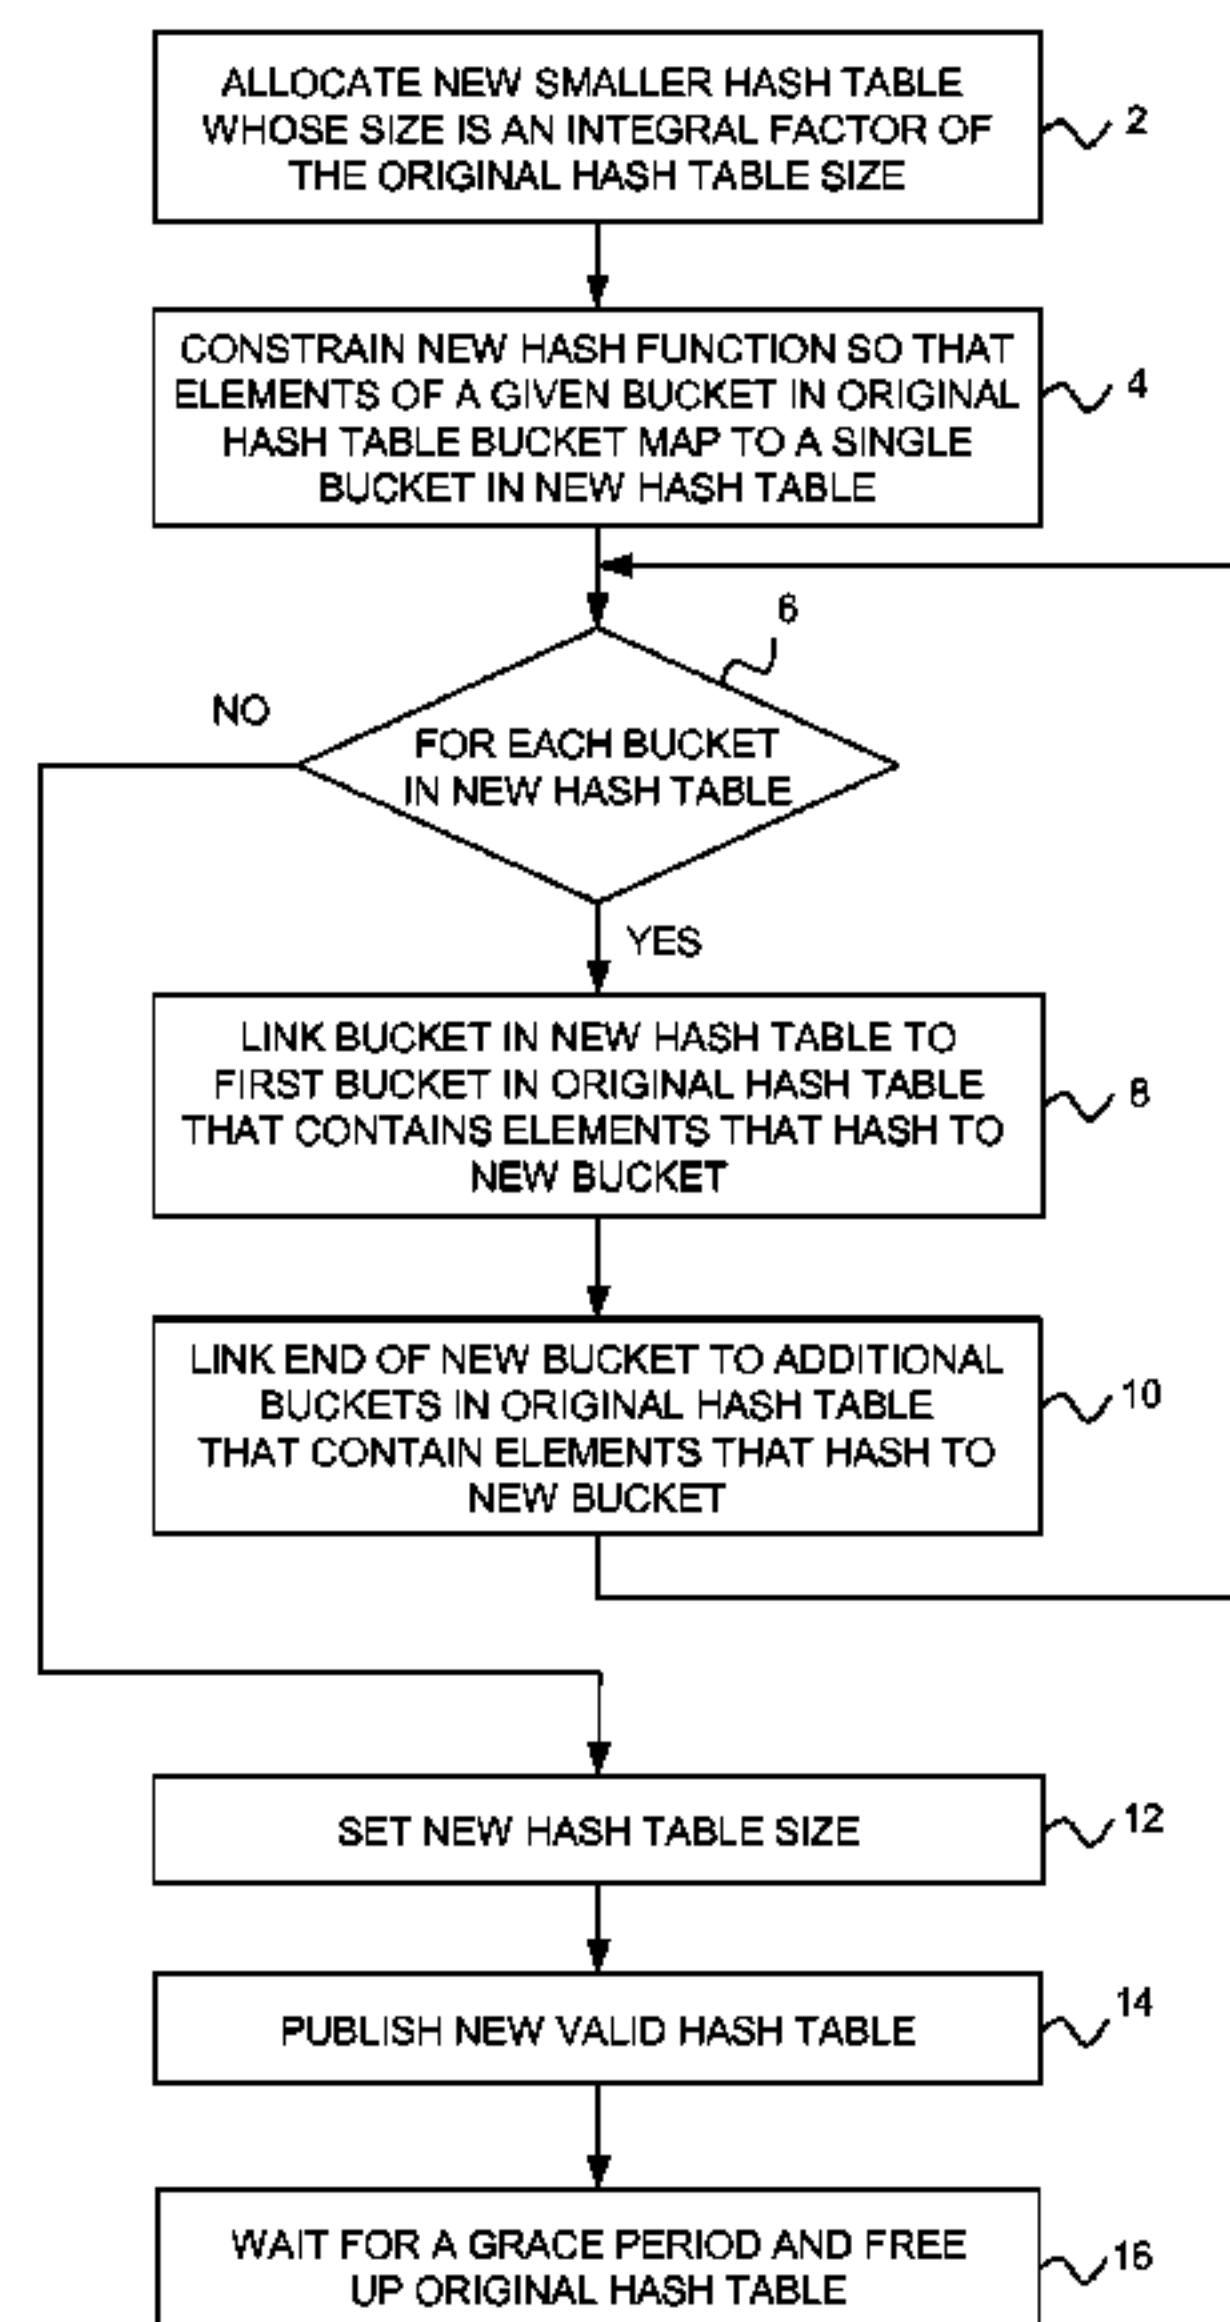 ALLOCATE NEW SMALLER HASH TABLE
WHOSE SIZE IS AN INTEGRAL FACTOR OF
THE ORIGINAL HASH TABLE SIZE
2
CONSTRAIN NEW HASH FUNCTION SO THAT
ELEMENTS OF A GIVEN BUCKET IN ORIGINAL
HASH TABLE BUCKET MAP TO A SINGLE
BUCKET IN NEW HASH TABLE
4
6
NO
FOR EACH BUCKET
IN NEW HASH TABLE
YES
LINK BUCKET IN NEW HASH TABLE TO
FIRST BUCKET IN ORIGINAL HASH TABLE
THAT CONTAINS ELEMENTS THAT HASH TO
NEW BUCKET
8
LINK END OF NEW BUCKET TO ADDITIONAL
BUCKETS IN ORIGINAL HASH TABLE
THAT CONTAIN ELEMENTS THAT HASH TO
NEW BUCKET
10
SET NEW HASH TABLE SIZE
12
PUBLISH NEW VALID HASH TABLE
14
WAIT FOR A GRACE PERIOD AND FREE
UP ORIGINAL HASH TABLE
16